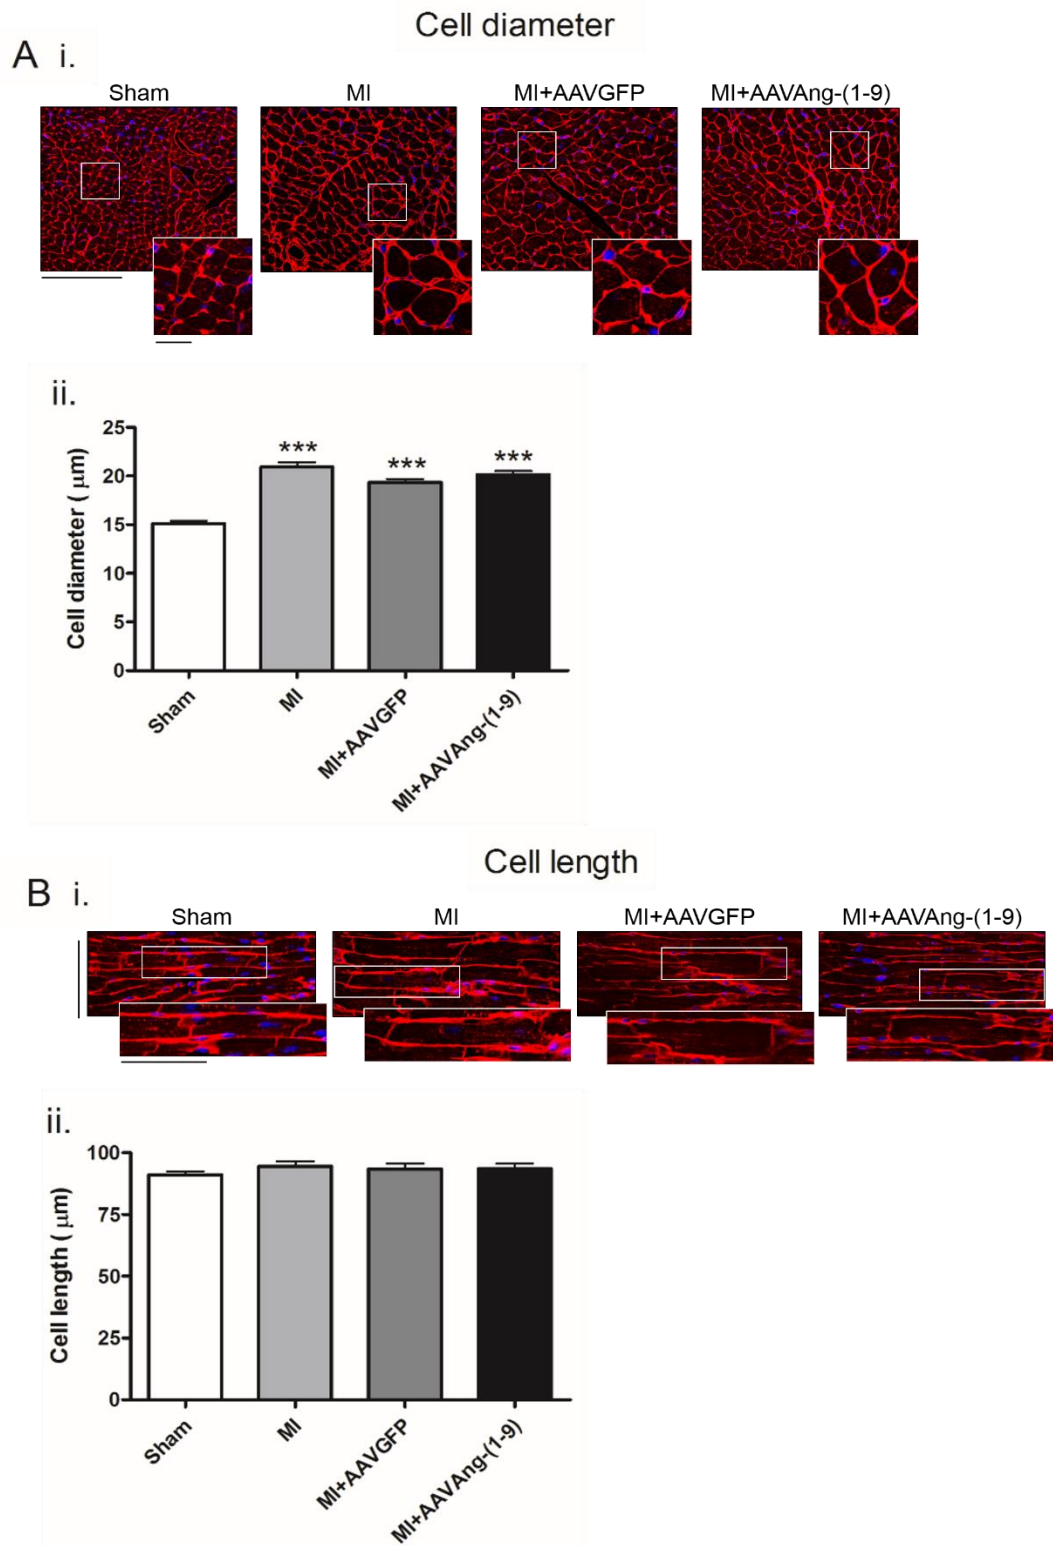 Cell diameter
A i.
Sham MI MI+AAVGFP MI+AAVAng-(1-9)
ii.
Cell diameter ( μm)
25
20
15
10
5
0
***
***
***
Sham
MI
MI+AAVGFP
MI+AAVAng-(1-9)
Cell length
B i.
Sham MI MI+AAVGFP MI+AAVAng-(1-9)
ii.
Cell length ( μm)
100
75
50
25
0
Sham
MI
MI+AAVGFP
MI+AAVAng-(1-9)